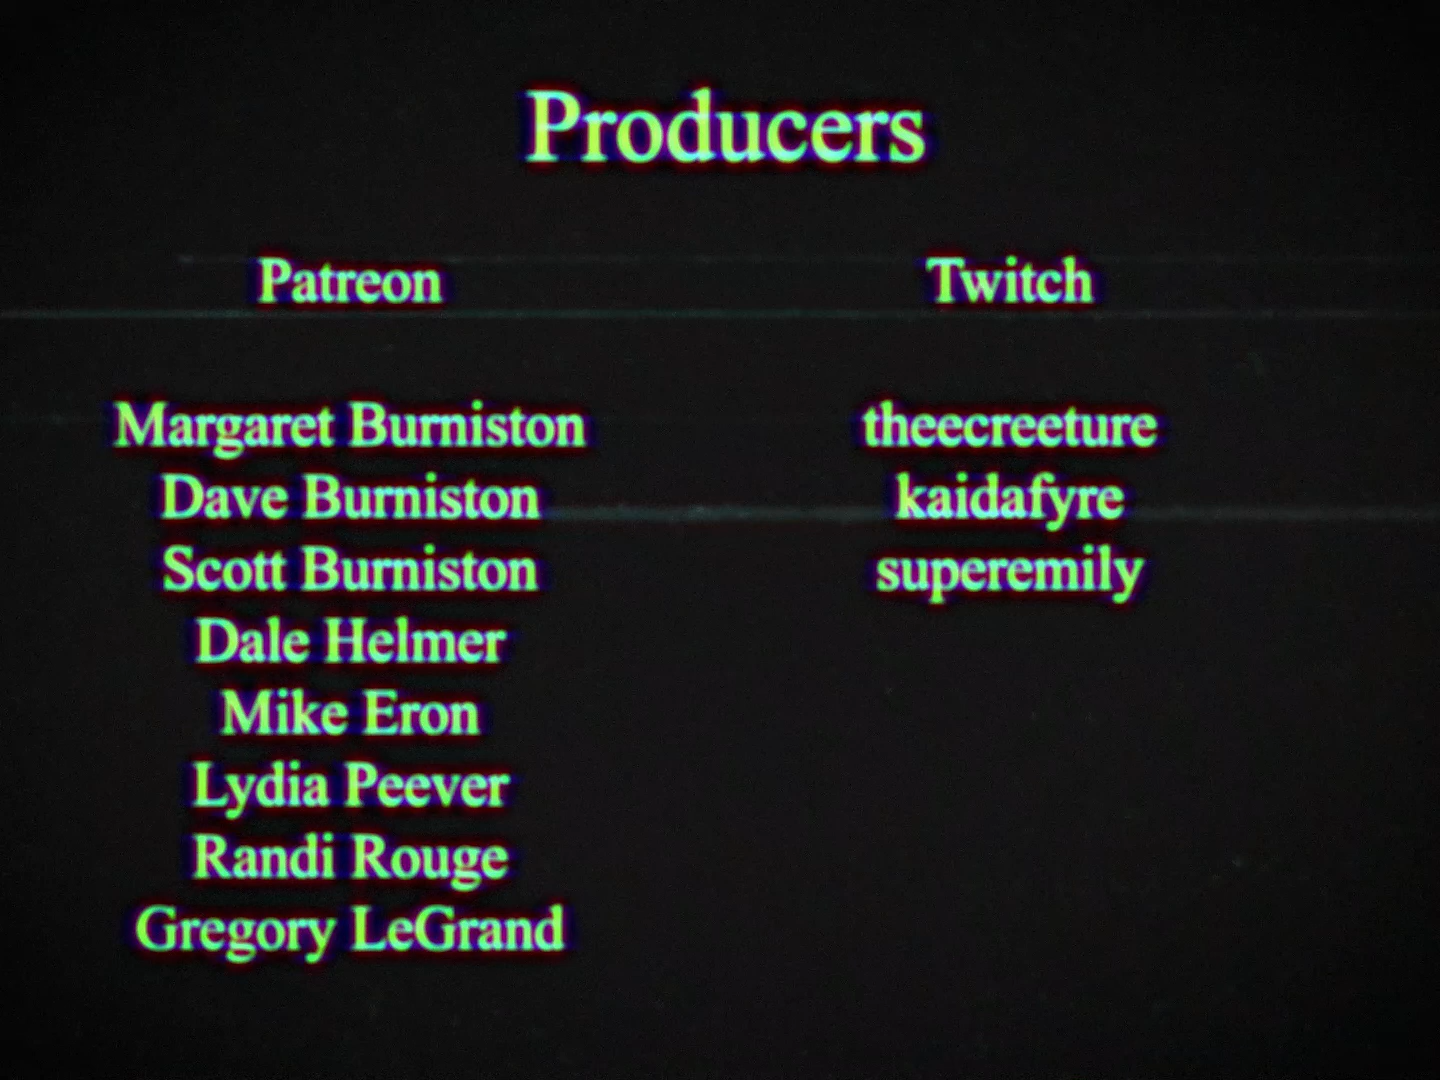 Producers
Patreon
Margaret Burniston
Dave Burniston
Scott Burniston
Dale Helmer
Mike Eron
Lydia Peever
Randi Rouge
Gregory LeGrand
Twitch
theecreeture
kaidafyre
superemily